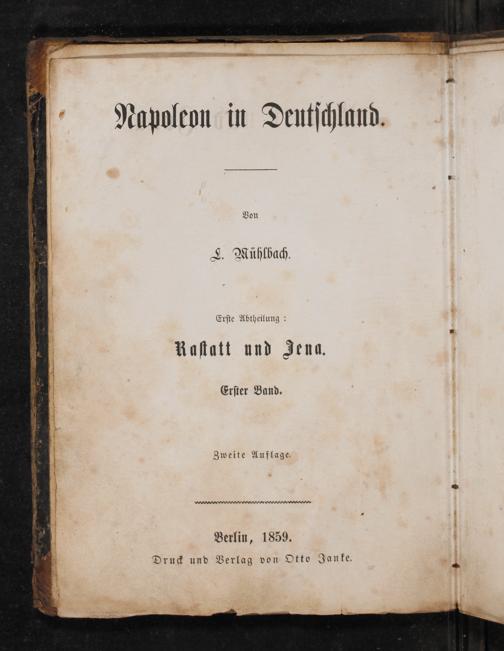 Napoleon in Deutschland.
Von
L. Mühlbach.
Erste Abtheilung:
Rastatt und Jena.
Erster Band.
Zweite Auflage.
Berlin, 1859.
Druck und Verlag von Otto Janke.